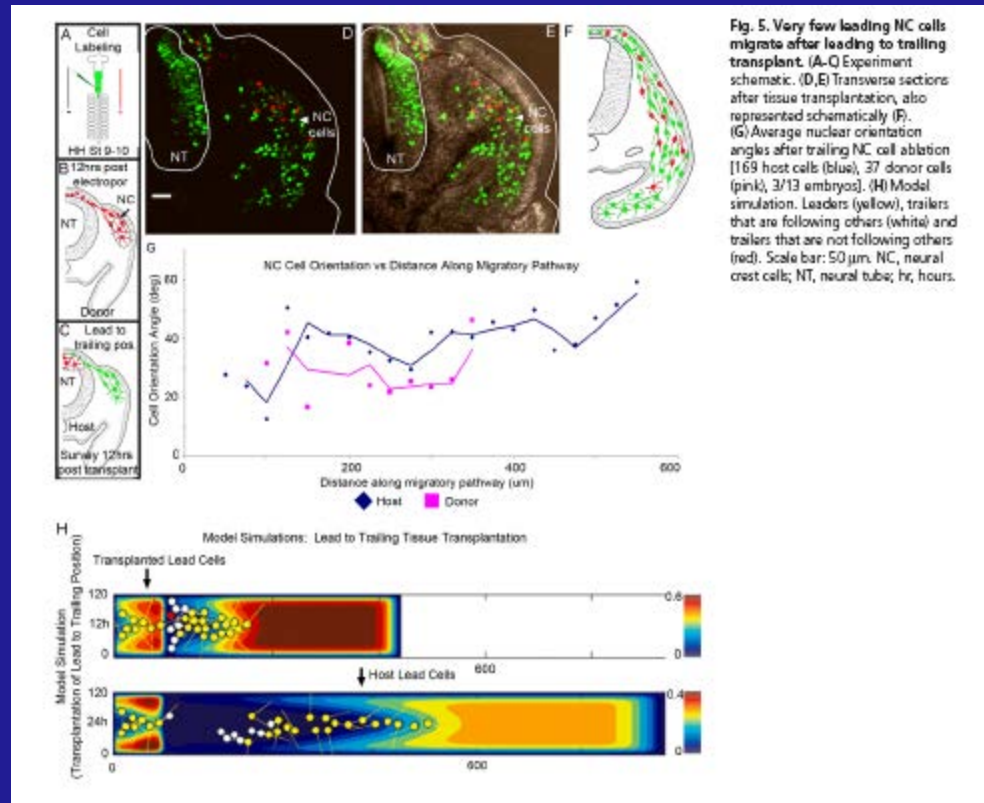 A
Cell
Labeling
HH St 9-10
B
12hrs post
electropor
NC
NT
Donor
C
Lead to
trailing pos.
NT
Host
Survey 12hrs
post transplant
D
NC
cells
NT
E
NC
cells
NT
F
Fig. 5. Very few leading NC cells
migrate after leading to trailing
transplant. (A-C) Experiment
schematic. (D,E) Transverse sections
after tissue transplantation, also
represented schematically (F).
(G) Average nuclear orientation
angles after trailing NC cell ablation
[169 host cells (blue), 37 donor cells
(pink), 3/13 embryos]. (H) Model
simulation. Leaders (yellow), trailers
that are following others (white) and
trailers that are not following others
(red). Scale bar: 50 μm. NC, neural
crest cells; NT, neural tube; hr, hours.
G
NC Cell Orientation vs Distance Along Migratory Pathway
Cell Orientation Angle (deg)
60
40
20
0
0 200 400 600
Distance along migratory pathway (um)
Host Donor
H
Model Simulations: Lead to Trailing Tissue Transplantation
Transplanted Lead Cells
Model Simulation
(Transplantation of Lead to Trailing Position)
120
12h
0
600
0
Host Lead Cells
120
24h
0
0.4
0
0 600